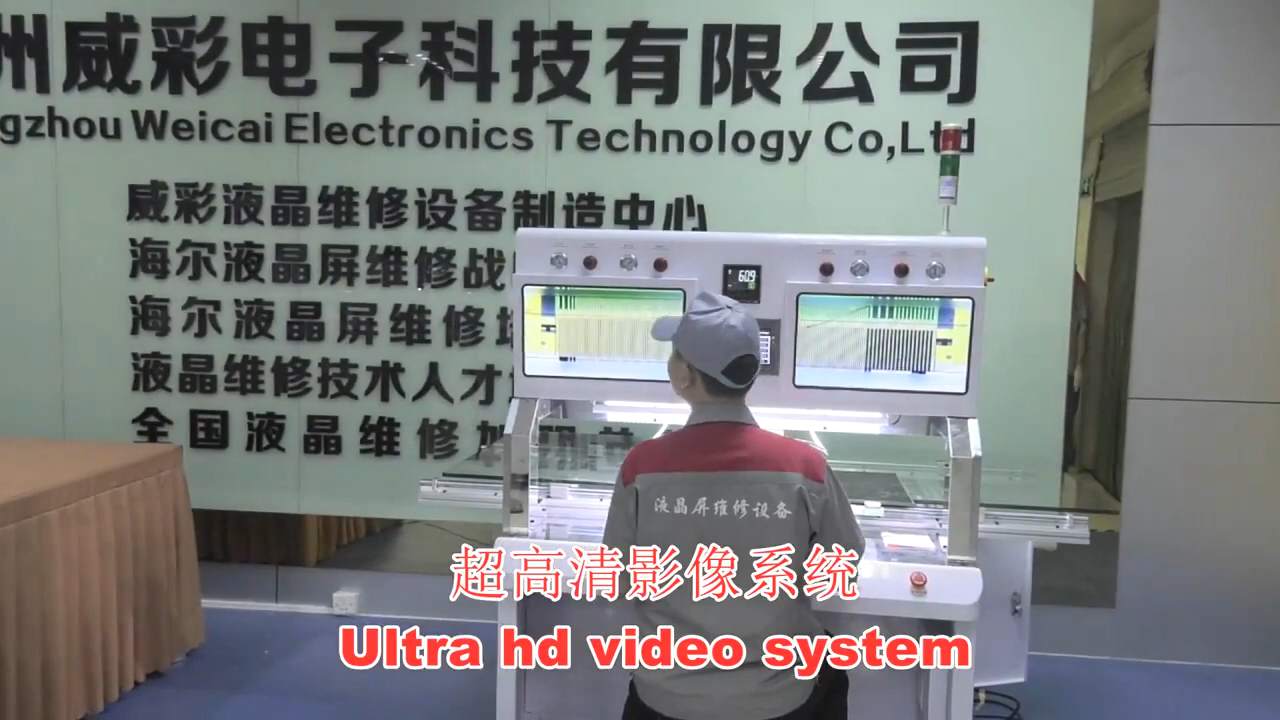 州威彩电子科技有限公司
gzhou Weicai Electronics Technology Co,Ltd
威彩液晶维修设备制造中心
海尔液晶屏维修战
海尔液晶屏维修
液晶维修技术人才
全国液晶维修加盟
609
液晶屏维修设备
超高清影像系统
Ultra hd video system